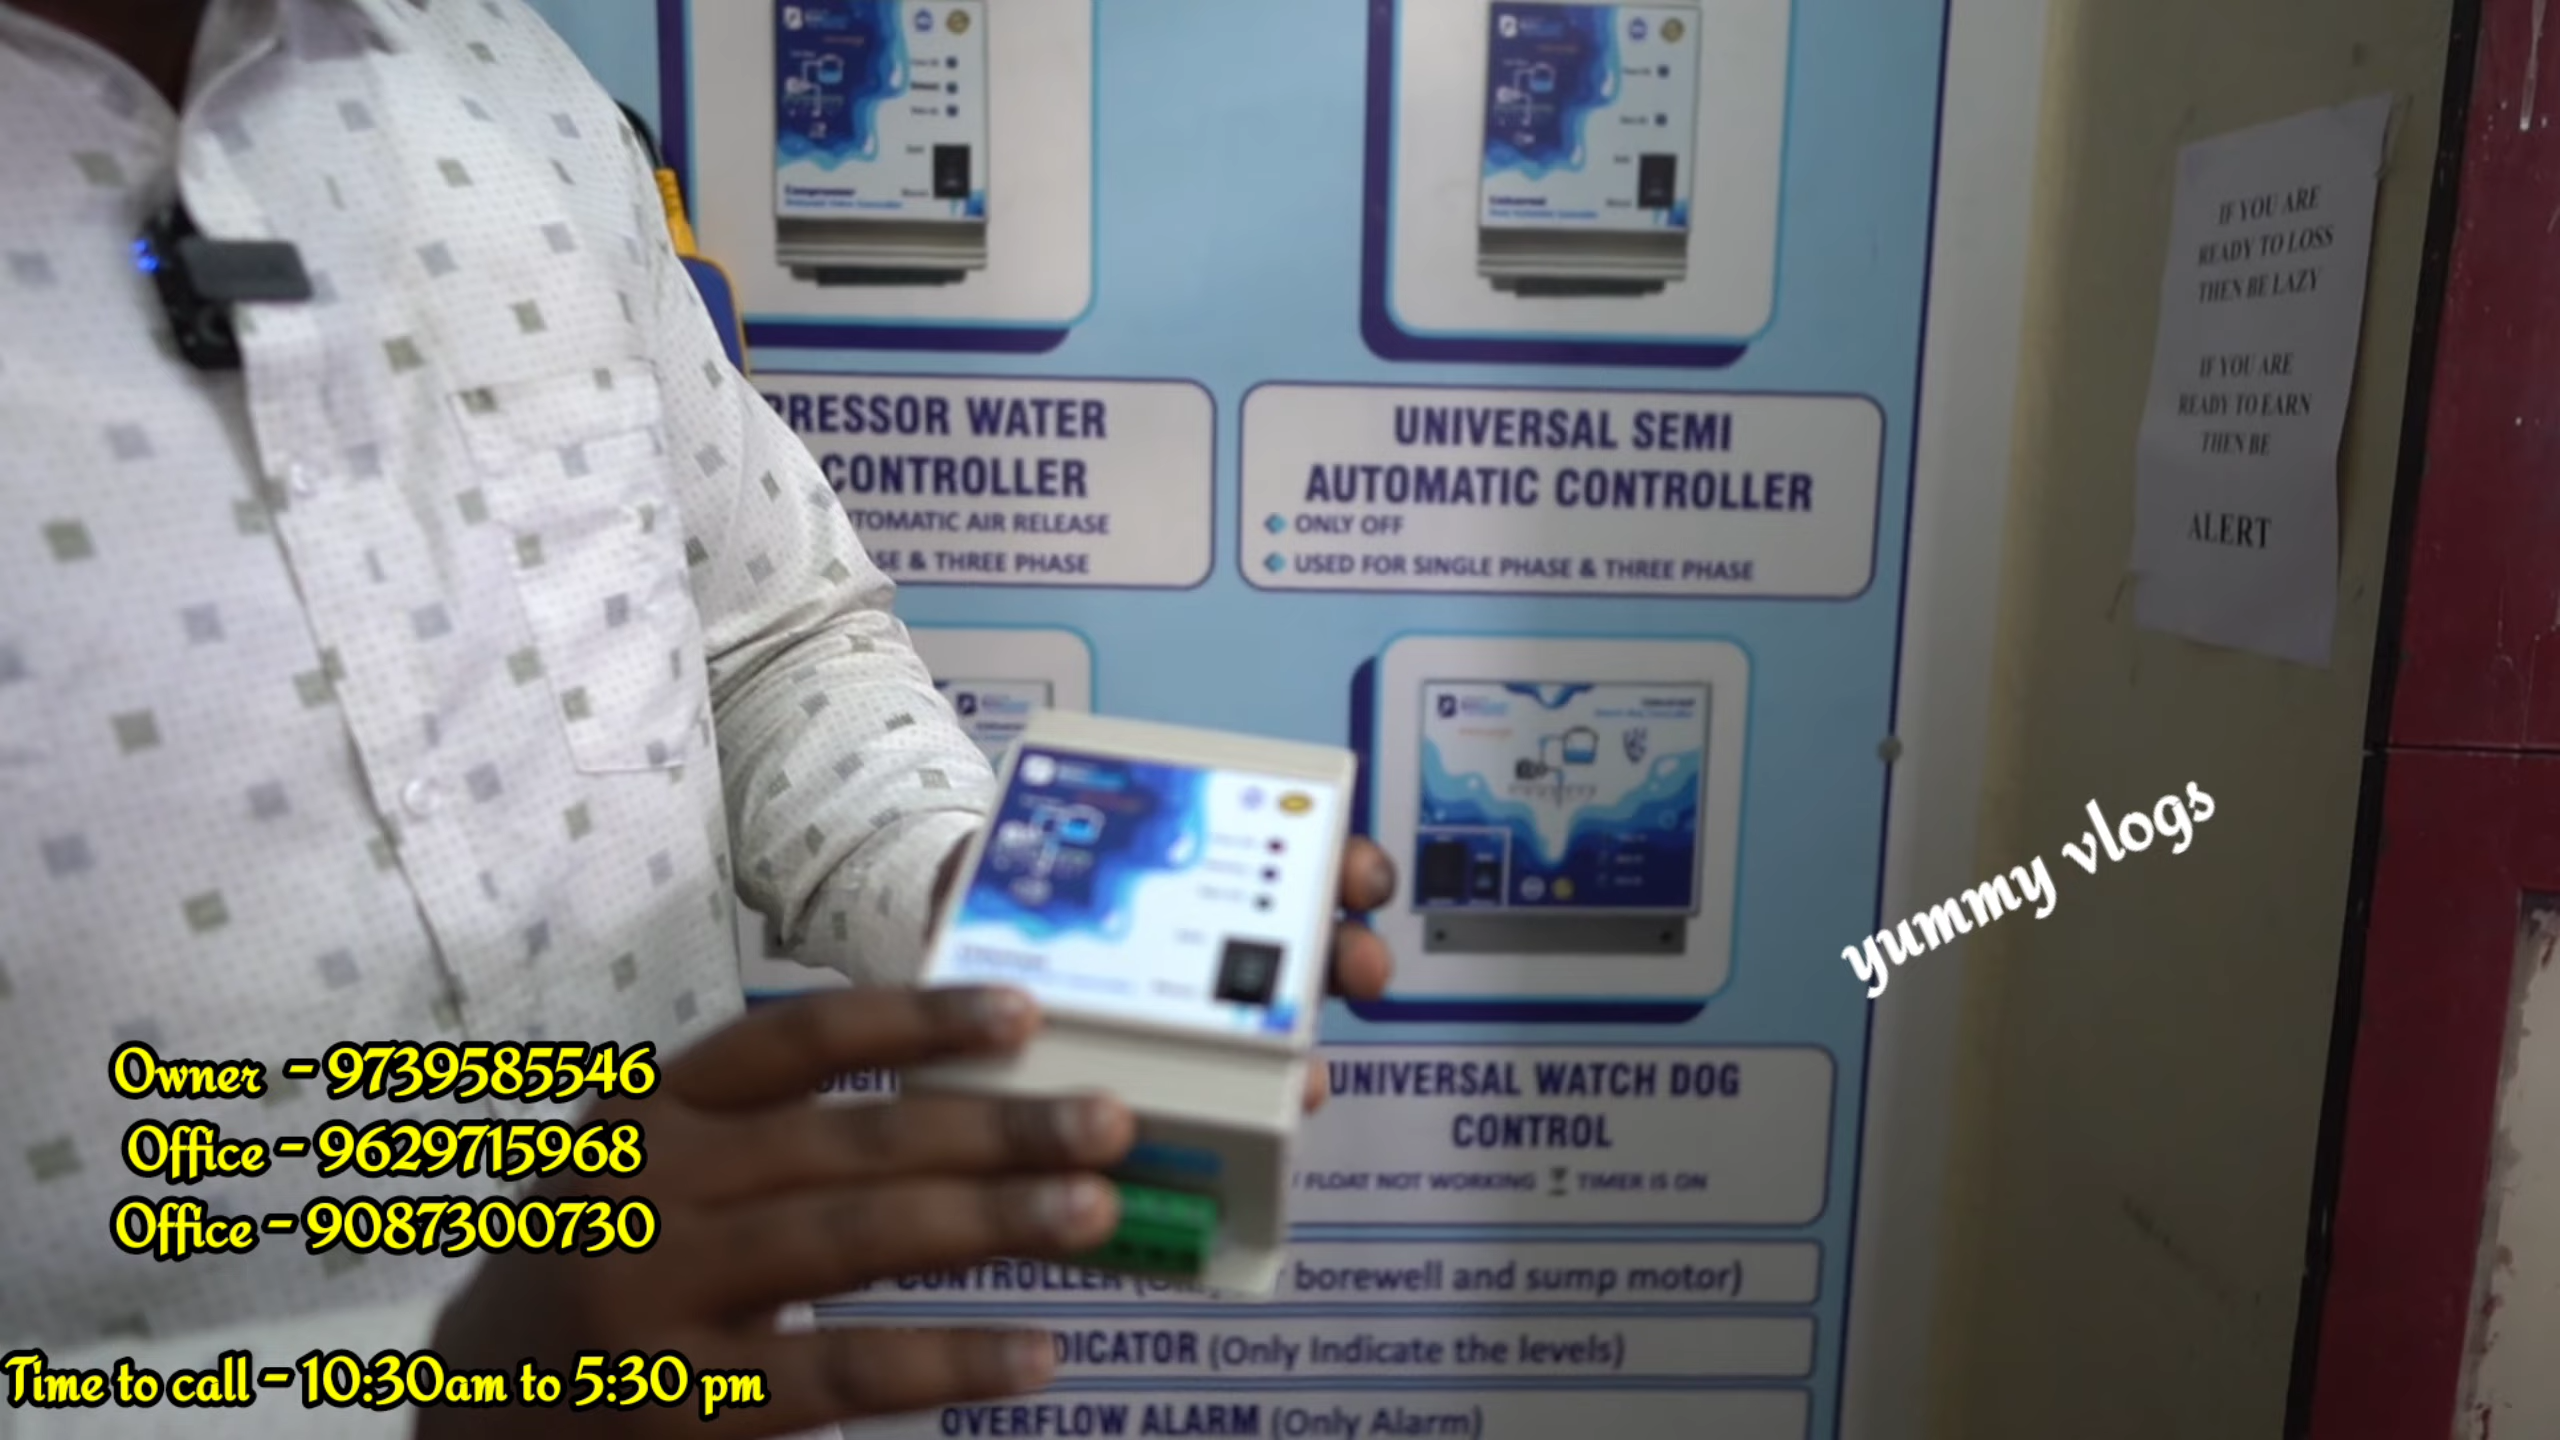 PRESSOR WATER
CONTROLLER
TOMATIC AIR RELEASE
SE & THREE PHASE
UNIVERSAL SEMI
AUTOMATIC CONTROLLER
ONLY OFF
USED FOR SINGLE PHASE & THREE PHASE
IF YOU ARE
READY TO LOSS
THEN BE LAZY
IF YOU ARE
READY TO EARN
THEN BE
ALERT
yummy vlogs
DIGIT
UNIVERSAL WATCH DOG
CONTROL
FLOAT NOT WORKING TIMER IS ON
CONTROLLER borewell and sump motor)
DICATOR (Only Indicate the levels)
OVERFLOW ALARM (Only Alarm)
Owner - 9739585546
Office - 9629715968
Office - 9087300730
Time to call - 10:30am to 5:30 pm